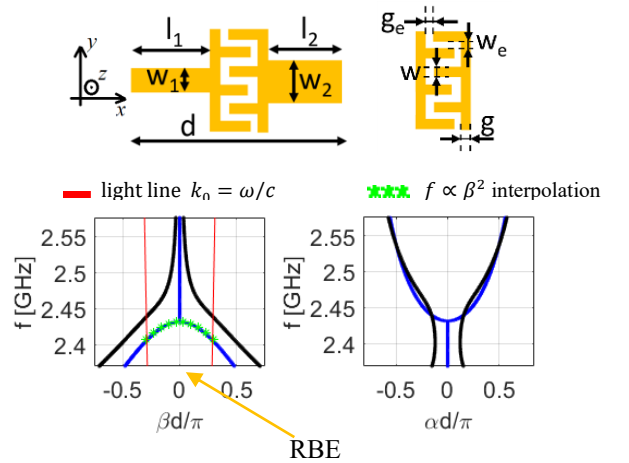 l₁
l₂
gₑ
wₑ
y
z
x
w₁
w₂
w
d
g
light line k₀ = ω/c
f ∝ β² interpolation
f [GHz]
2.55
2.5
2.45
2.4
-0.5
0
0.5
βd/π
f [GHz]
2.55
2.5
2.45
2.4
-0.5
0
0.5
αd/π
RBE